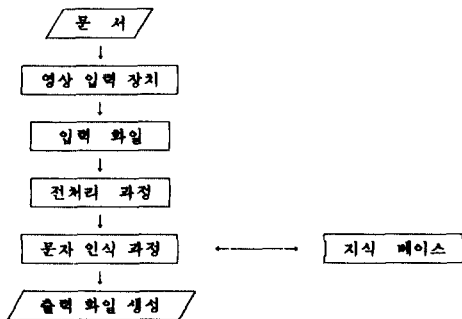 문 서
영상 입력 장치
입력 화일
전처리 과정
문자 인식 과정
지식 베이스
출력 화일 생성